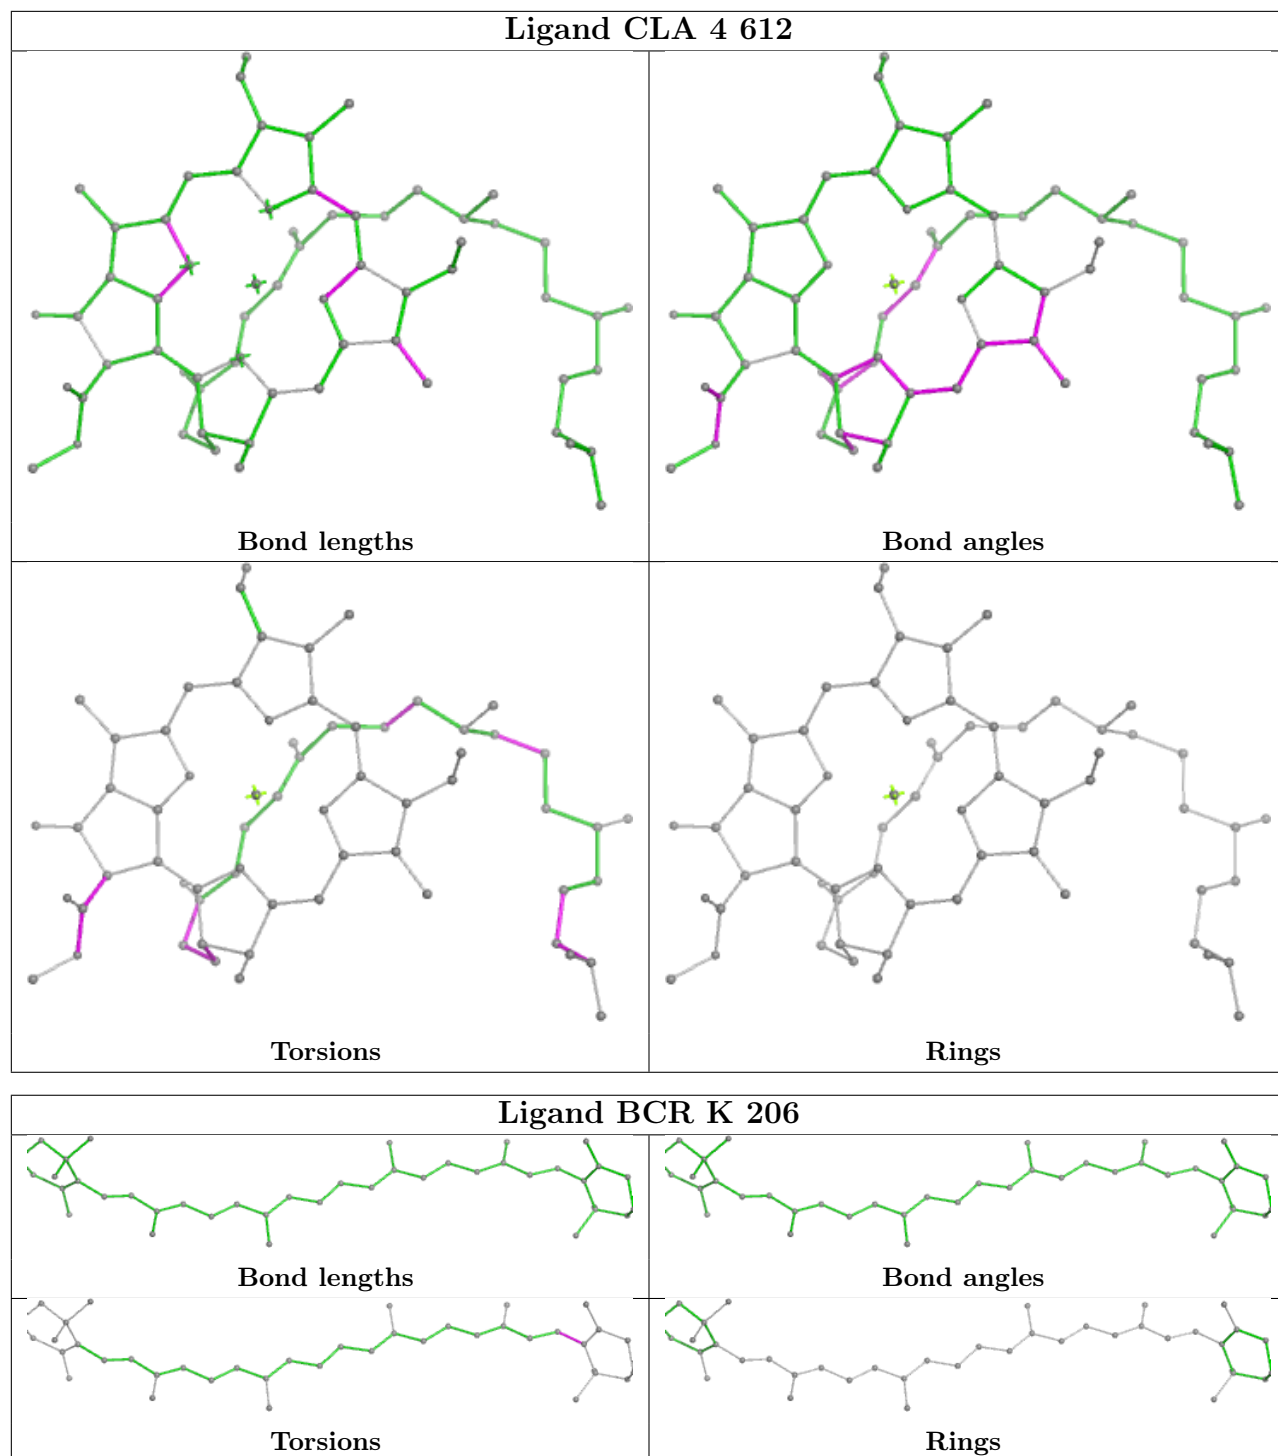 Ligand CLA 4 612
Bond lengths
Bond angles
Torsions
Rings
Ligand BCR K 206
Bond lengths
Bond angles
Torsions
Rings